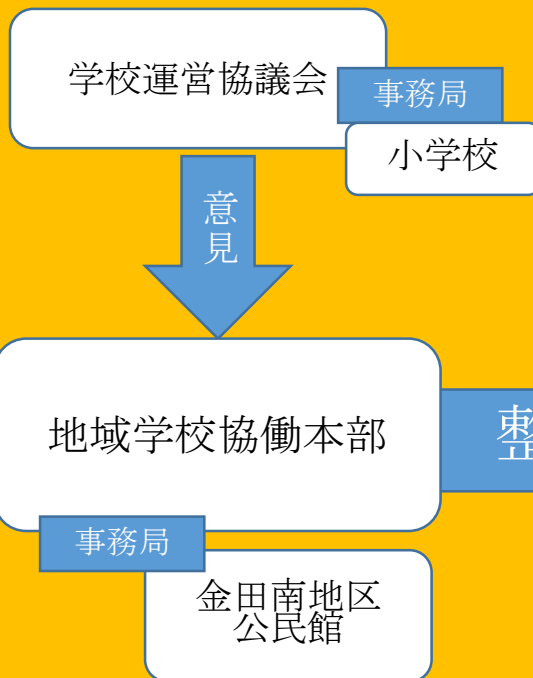 学校運営協議会
事務局
小学校
意見
地域学校協働本部
整
事務局
金田南地区
公民館